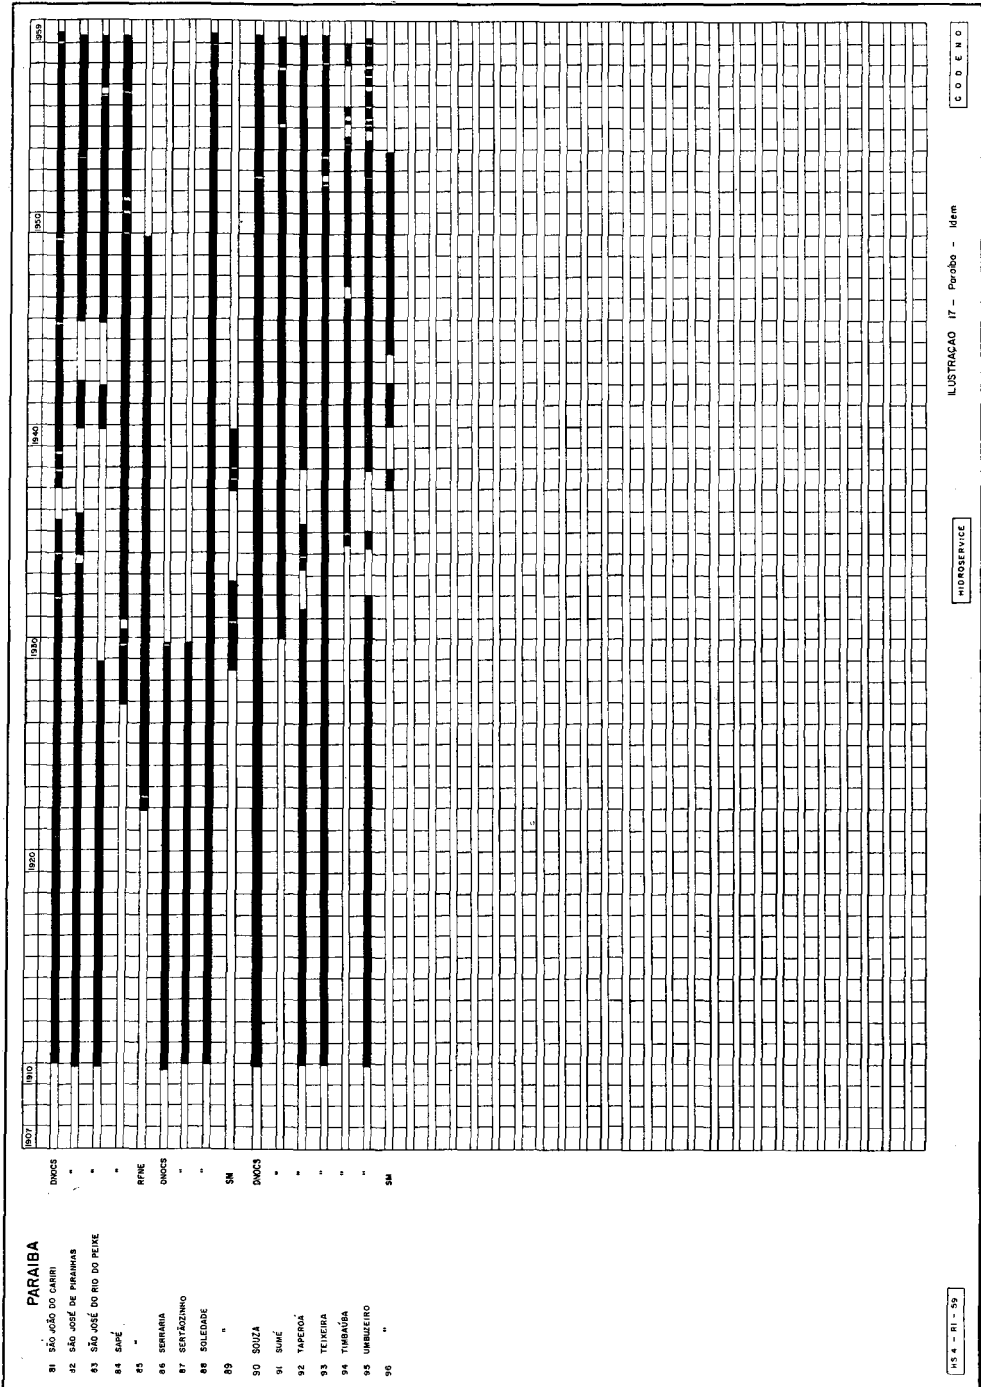 PARAIBA
1907 1910 1920 1930 1940 1950 1959
81 SÃO JOÃO DO CARIRI DNOCS
82 SÃO JOSÉ DE PIRANHAS "
83 SÃO JOSÉ DO RIO DO PEIXE "
84 SAPÉ "
85 " RFNE
86 SERRARIA DNOCS
87 SERTÃOZINHO "
88 SOLEDADE "
89 " SM
90 SOUZA DNOCS
91 SUMÉ "
92 TAPEROÁ "
93 TEIXEIRA "
94 TIMBAÚBA "
95 UMBUZEIRO "
96 " SM
HS 4 - RI - 59
HIDROSERVICE
ILUSTRAÇÃO 17 - Paraíba - Idem
CODENO